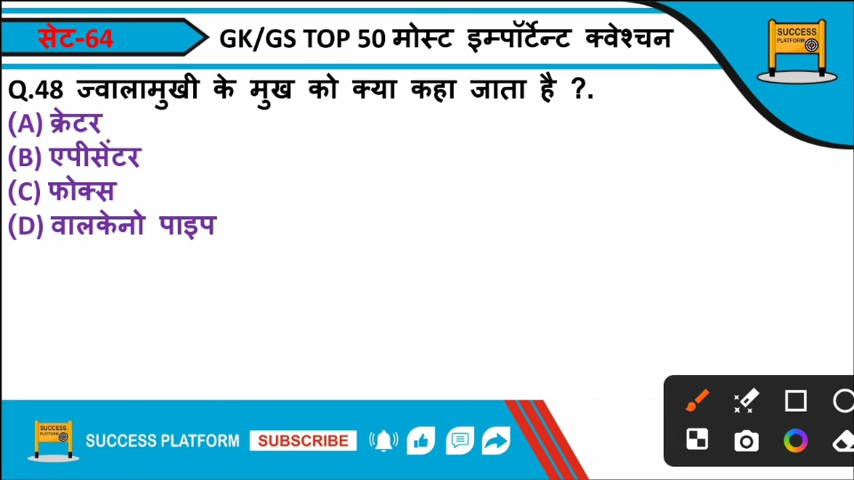 सेट-64
GK/GS TOP 50 मोस्ट इम्पॉर्टेन्ट क्वेश्चन
SUCCESS
PLATFORM
Q.48 ज्वालामुखी के मुख को क्या कहा जाता है ?.
(A) क्रेटर
(B) एपीसेंटर
(C) फोक्स
(D) वालकेनो पाइप
SUCCESS
PLATFORM
SUCCESS PLATFORM
SUBSCRIBE